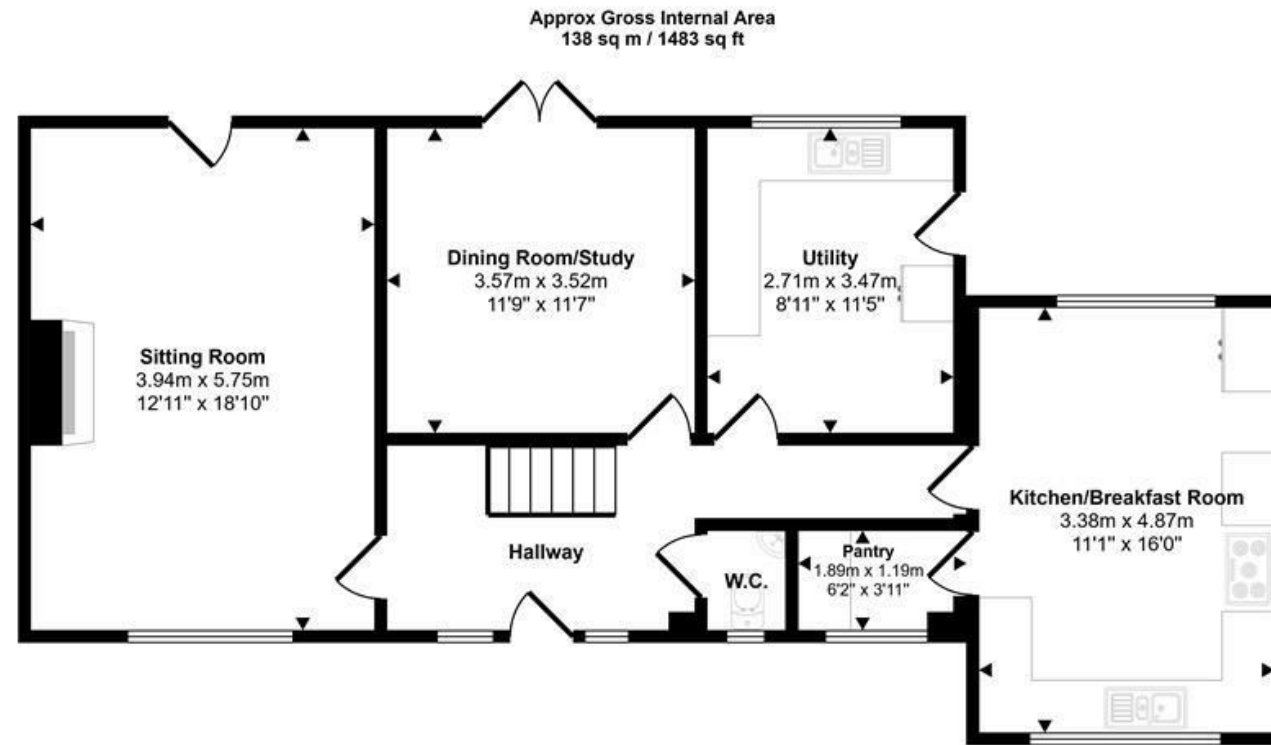 Approx Gross Internal Area
138 sq m / 1483 sq ft
Dining Room/Study
3.57m x 3.52m
11'9" x 11'7"
Utility
2.71m x 3.47m
8'11" x 11'5"
Sitting Room
3.94m x 5.75m
12'11" x 18'10"
Kitchen/Breakfast Room
3.38m x 4.87m
11'1" x 16'0"
Hallway
W.C.
Pantry
1.89m x 1.19m
6'2" x 3'11"